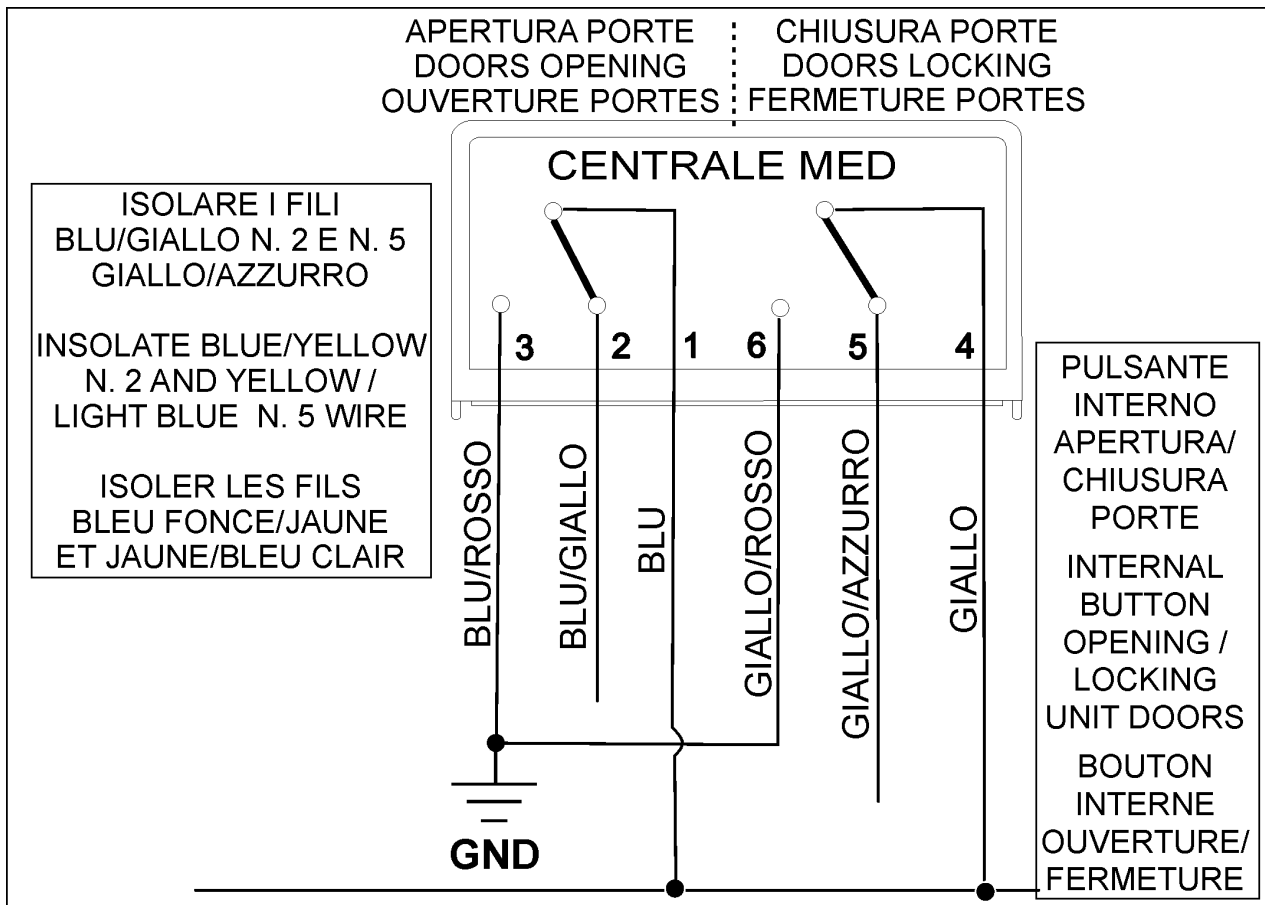 APERTURA PORTE
DOORS OPENING
OUVERTURE PORTES
CHIUSURA PORTE
DOORS LOCKING
FERMETURE PORTES
CENTRALE MED
ISOLARE I FILI
BLU/GIALLO N. 2 E N. 5
GIALLO/AZZURRO
INSOLATE BLUE/YELLOW
N. 2 AND YELLOW /
LIGHT BLUE N. 5 WIRE
ISOLER LES FILS
BLEU FONCE/JAUNE
ET JAUNE/BLEU CLAIR
3 2 1 6 5 4
BLU/ROSSO
BLU/GIALLO
BLU
GIALLO/ROSSO
GIALLO/AZZURRO
GIALLO
GND
PULSANTE
INTERNO
APERTURA/
CHIUSURA
PORTE
INTERNAL
BUTTON
OPENING /
LOCKING
UNIT DOORS
BOUTON
INTERNE
OUVERTURE/
FERMETURE